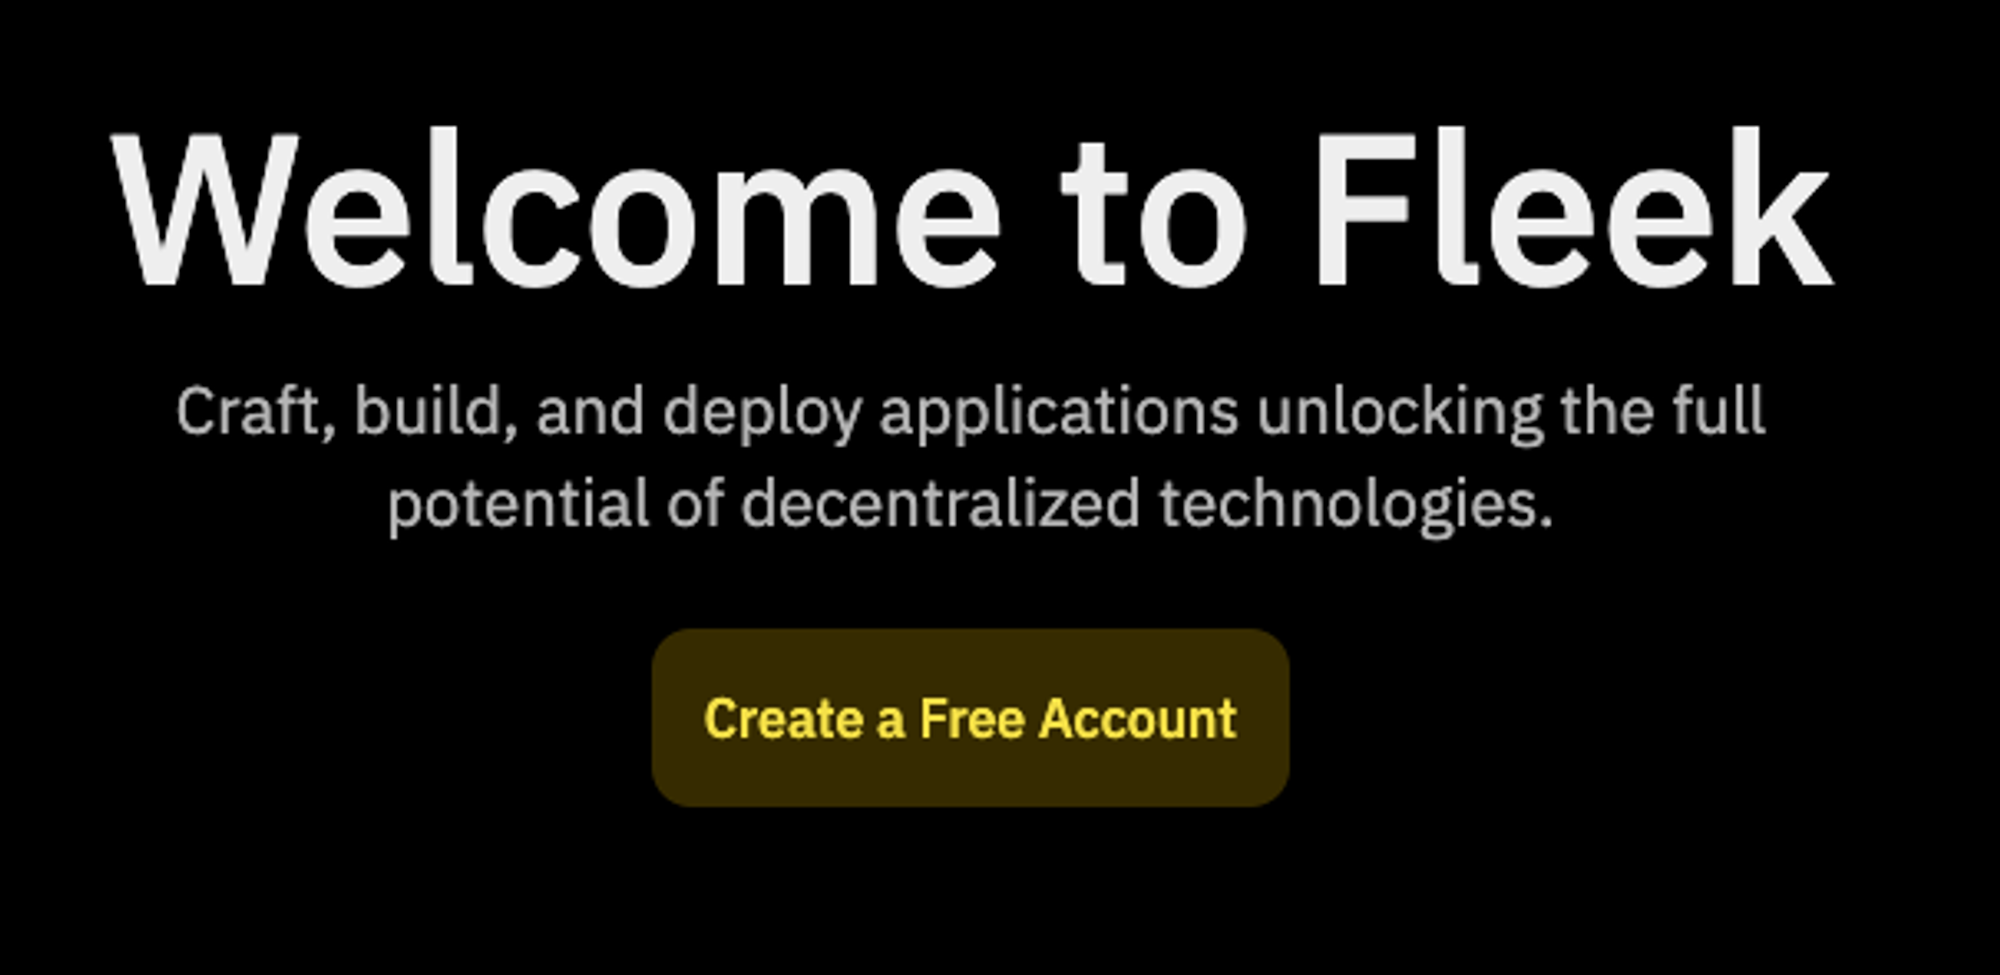 Welcome to Fleek
Craft, build, and deploy applications unlocking the full
potential of decentralized technologies.
Create a Free Account